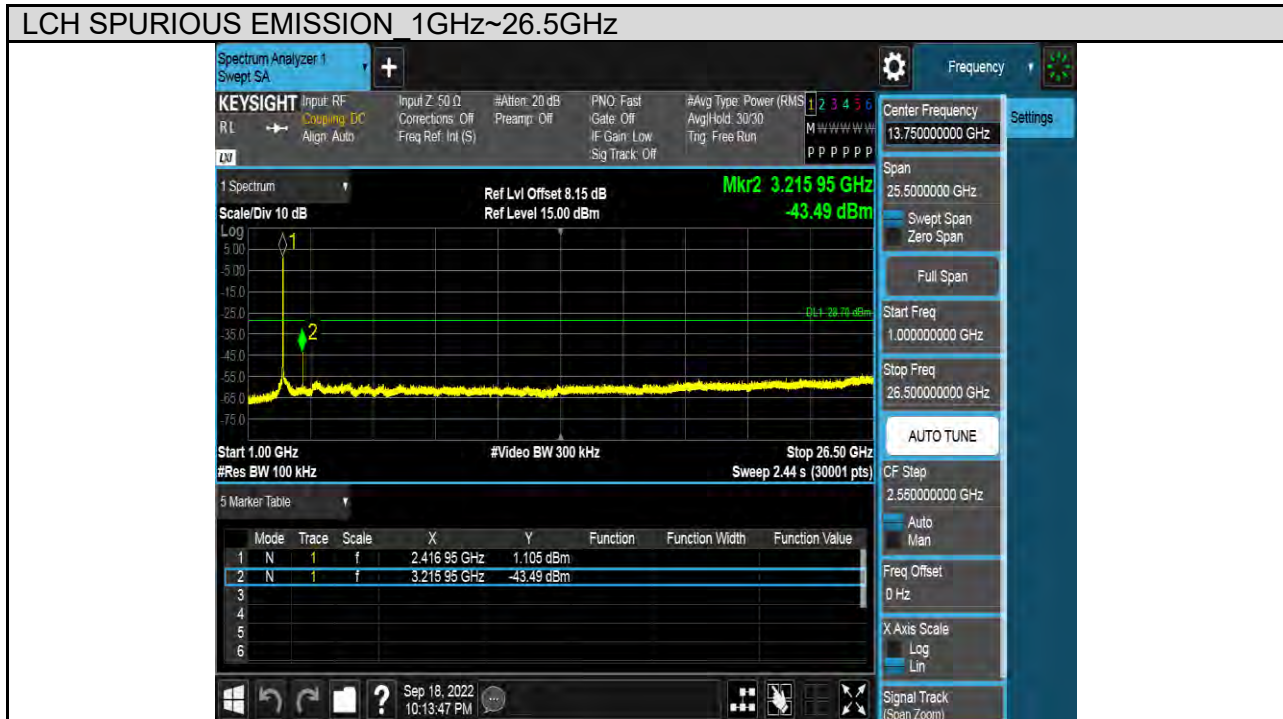 LCH SPURIOUS EMISSION_1GHz~26.5GHz
Spectrum Analyzer 1
Swept SA
+
Frequency
KEYSIGHT
RL
LXI
Input: RF
Coupling: DC
Align: Auto
Input Z: 50 Ω
Corrections: Off
Freq Ref: Int (S)
#Atten: 20 dB
Preamp: Off
PNO: Fast
Gate: Off
IF Gain: Low
Sig Track: Off
#Avg Type: Power (RMS
Avg|Hold: 30/30
Trig: Free Run
1 2 3 4 5 6
M W W W W W
P P P P P P
1 Spectrum
Scale/Div 10 dB
Ref Lvl Offset 8.15 dB
Ref Level 15.00 dBm
Mkr2 3.215 95 GHz
-43.49 dBm
Log
5.00
-5.00
-15.0
-25.0
-35.0
-45.0
-55.0
-65.0
-75.0
1
2
DL1 -28.70 dBm
Start 1.00 GHz
#Video BW 300 kHz
Stop 26.50 GHz
#Res BW 100 kHz
Sweep 2.44 s (30001 pts)
5 Marker Table
Mode Trace Scale X Y Function Function Width Function Value
1 N 1 f 2.416 95 GHz 1.105 dBm
2 N 1 f 3.215 95 GHz -43.49 dBm
3
4
5
6
?
Sep 18, 2022
10:13:47 PM
Center Frequency
13.750000000 GHz
Settings
Span
25.5000000 GHz
Swept Span
Zero Span
Full Span
Start Freq
1.000000000 GHz
Stop Freq
26.500000000 GHz
AUTO TUNE
CF Step
2.550000000 GHz
Auto
Man
Freq Offset
0 Hz
X Axis Scale
Log
Lin
Signal Track
(Span Zoom)